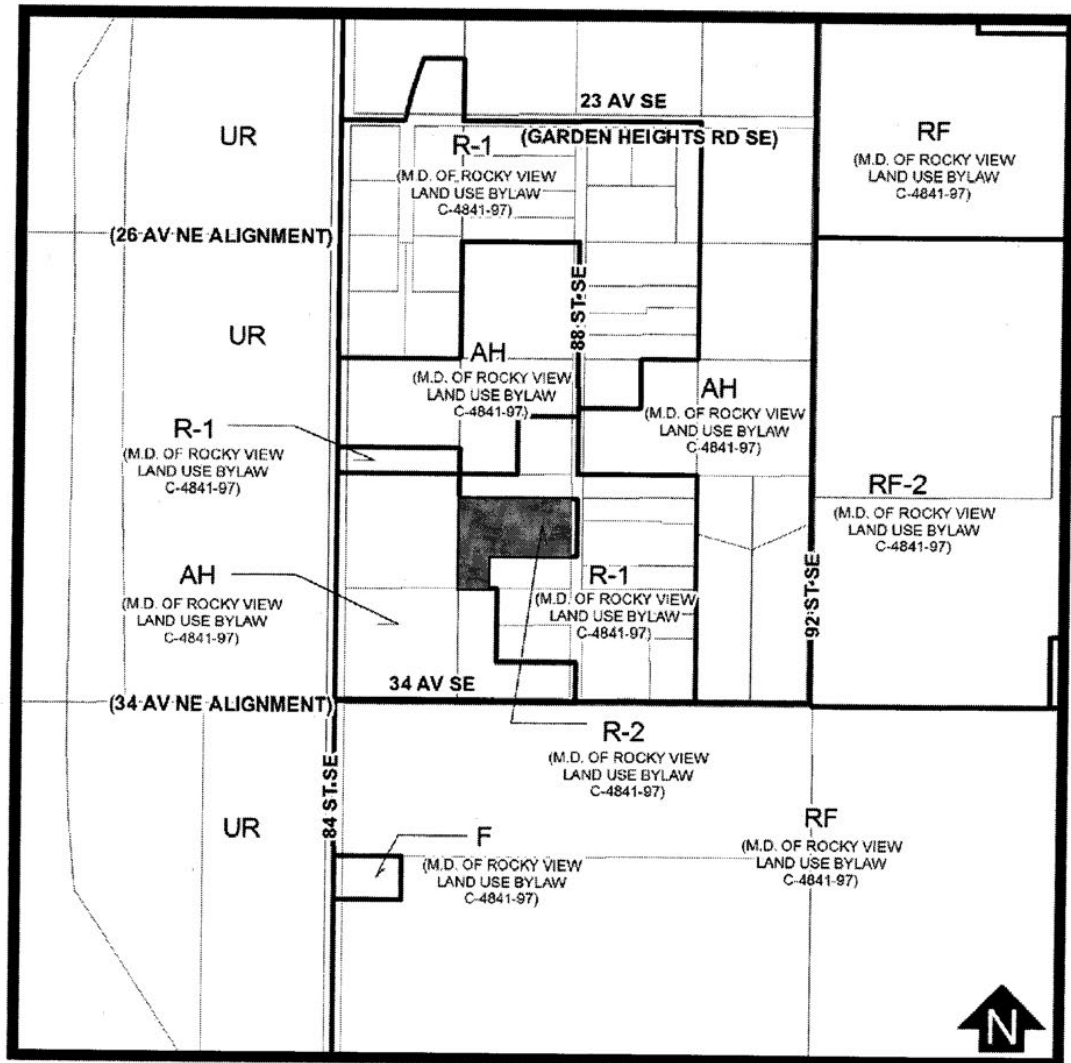 23 AV SE
(GARDEN HEIGHTS RD SE)
UR
R-1
(M.D. OF ROCKY VIEW
LAND USE BYLAW
C-4841-97)
RF
(M.D. OF ROCKY VIEW
LAND USE BYLAW
C-4841-97)
(26 AV NE ALIGNMENT)
88 ST SE
UR
AH
(M.D. OF ROCKY VIEW
LAND USE BYLAW
C-4841-97)
AH
(M.D. OF ROCKY VIEW
LAND USE BYLAW
C-4841-97)
R-1
(M.D. OF ROCKY VIEW
LAND USE BYLAW
C-4841-97)
RF-2
(M.D. OF ROCKY VIEW
LAND USE BYLAW
C-4841-97)
AH
(M.D. OF ROCKY VIEW
LAND USE BYLAW
C-4841-97)
R-1
(M.D. OF ROCKY VIEW
LAND USE BYLAW
C-4841-97)
92 ST SE
34 AV SE
(34 AV NE ALIGNMENT)
R-2
(M.D. OF ROCKY VIEW
LAND USE BYLAW
C-4841-97)
84 ST SE
UR
F
(M.D. OF ROCKY VIEW
LAND USE BYLAW
C-4841-97)
RF
(M.D. OF ROCKY VIEW
LAND USE BYLAW
C-4841-97)
N